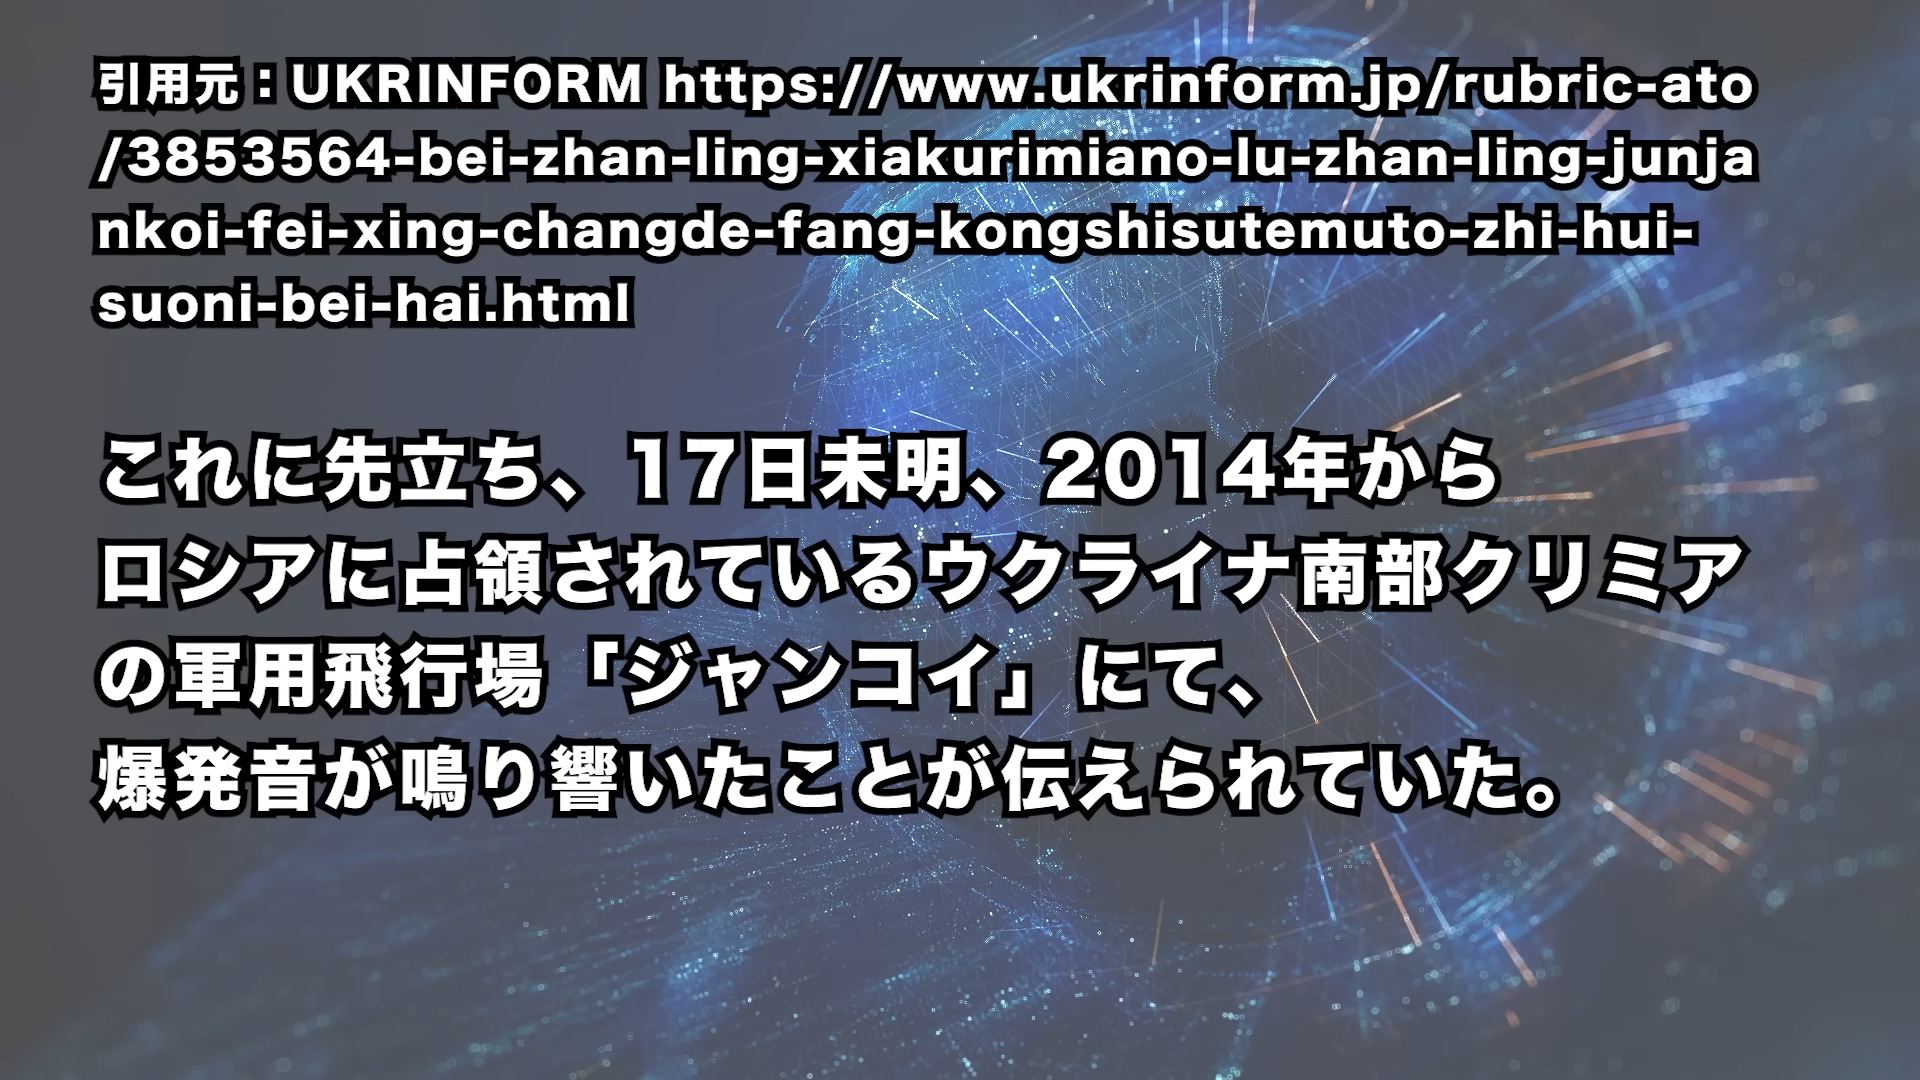 引用元：UKRINFORM https://www.ukrinform.jp/rubric-ato
/3853564-bei-zhan-ling-xiakurimiano-lu-zhan-ling-junja
nkoi-fei-xing-changde-fang-kongshisutemuto-zhi-hui-
suoni-bei-hai.html
これに先立ち、17日未明、2014年から
ロシアに占領されているウクライナ南部クリミア
の軍用飛行場「ジャンコイ」にて、
爆発音が鳴り響いたことが伝えられていた。